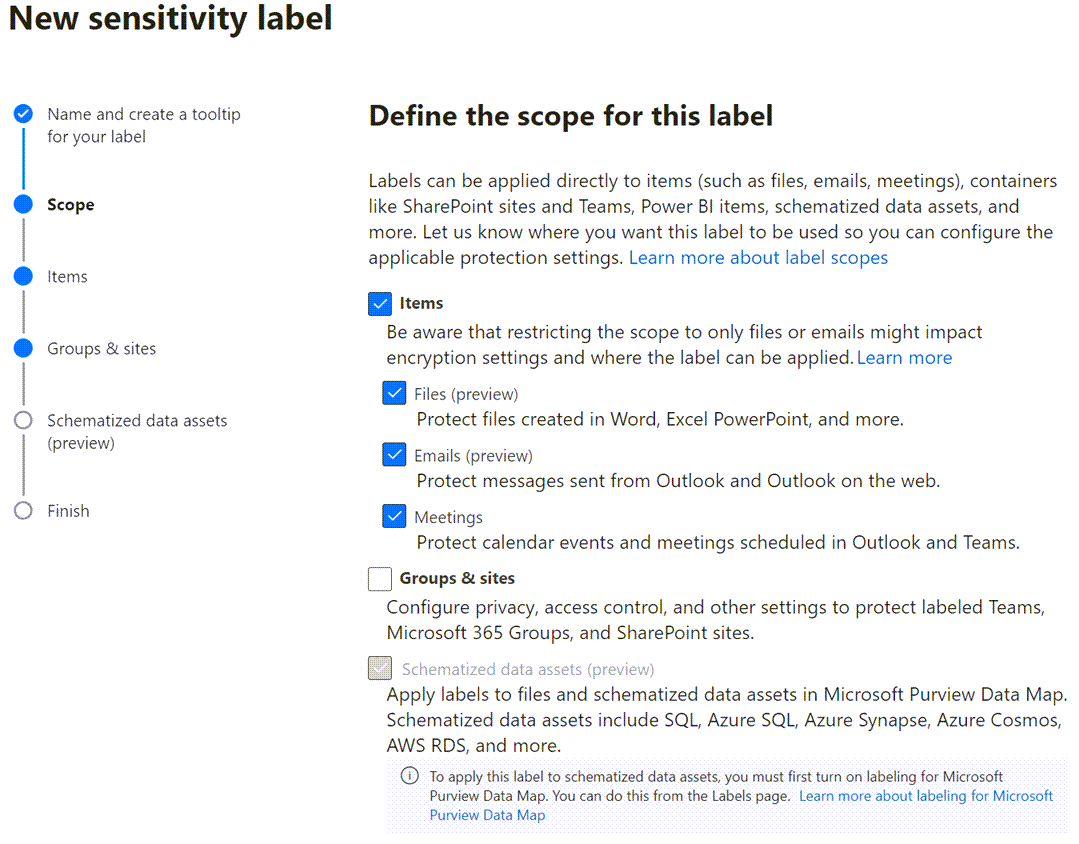 New sensitivity label
Name and create a tooltip
for your label
Scope
Items
Groups & sites
Schematized data assets
(preview)
Finish
Define the scope for this label
Labels can be applied directly to items (such as files, emails, meetings), containers
like SharePoint sites and Teams, Power BI items, schematized data assets, and
more. Let us know where you want this label to be used so you can configure the
applicable protection settings. Learn more about label scopes
Items
Be aware that restricting the scope to only files or emails might impact
encryption settings and where the label can be applied. Learn more
Files (preview)
Protect files created in Word, Excel PowerPoint, and more.
Emails (preview)
Protect messages sent from Outlook and Outlook on the web.
Meetings
Protect calendar events and meetings scheduled in Outlook and Teams.
Groups & sites
Configure privacy, access control, and other settings to protect labeled Teams,
Microsoft 365 Groups, and SharePoint sites.
Schematized data assets (preview)
Apply labels to files and schematized data assets in Microsoft Purview Data Map.
Schematized data assets include SQL, Azure SQL, Azure Synapse, Azure Cosmos,
AWS RDS, and more.
To apply this label to schematized data assets, you must first turn on labeling for Microsoft
Purview Data Map. You can do this from the Labels page. Learn more about labeling for Microsoft
Purview Data Map